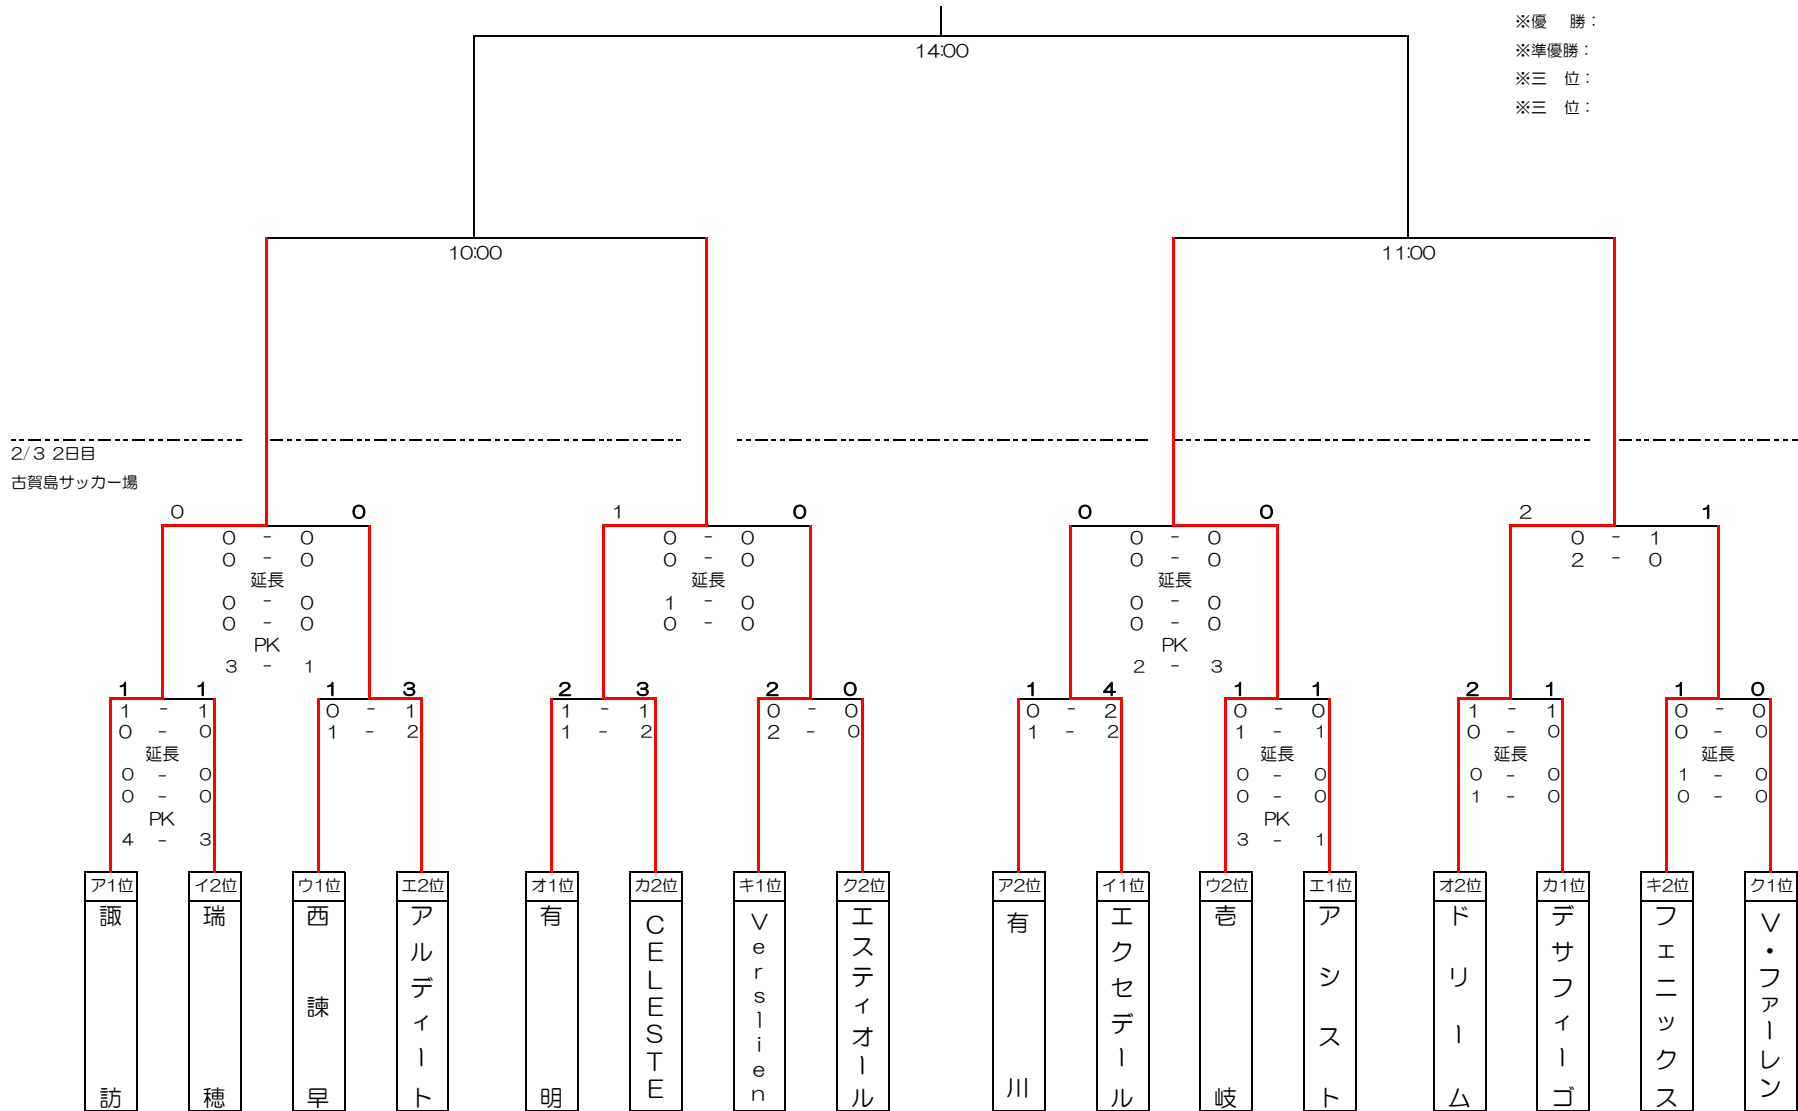 ※優　勝：
※準優勝：
※三　位：
※三　位：
14:00
10:00
11:00
2/3 2日目
古賀島サッカー場
0 0
0 - 0
0 - 0
延長
0 - 0
0 - 0
PK
3 - 1
1 0
0 - 0
0 - 0
延長
1 - 0
0 - 0
0 0
0 - 0
0 - 0
延長
0 - 0
0 - 0
PK
2 - 3
2 1
0 - 1
2 - 0
1 1
1 - 1
0 - 0
延長
0 - 0
0 - 0
PK
4 - 3
1 3
0 - 1
1 - 2
2 3
1 - 1
1 - 2
2 0
0 - 0
2 - 0
1 4
0 - 2
1 - 2
1 1
0 - 0
1 - 1
延長
0 - 0
0 - 0
PK
3 - 1
2 1
1 - 1
0 - 0
延長
0 - 0
1 - 0
1 0
0 - 0
0 - 0
延長
1 - 0
0 - 0
ア1位
諏訪
イ2位
瑞穂
ウ1位
西諫早
エ2位
アルディート
オ1位
有明
カ2位
CELESTE
キ1位
Verslien
ク2位
エスティオール
ア2位
有川
イ1位
エクセデール
ウ2位
壱岐
エ1位
アシスト
オ2位
ドリーム
カ1位
デサフィーゴ
キ2位
フェニックス
ク1位
V・ファーレン